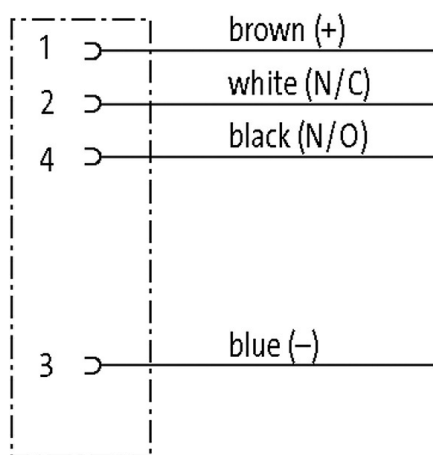 1 brown (+)
2 white (N/C)
4 black (N/O)
3 blue (–)